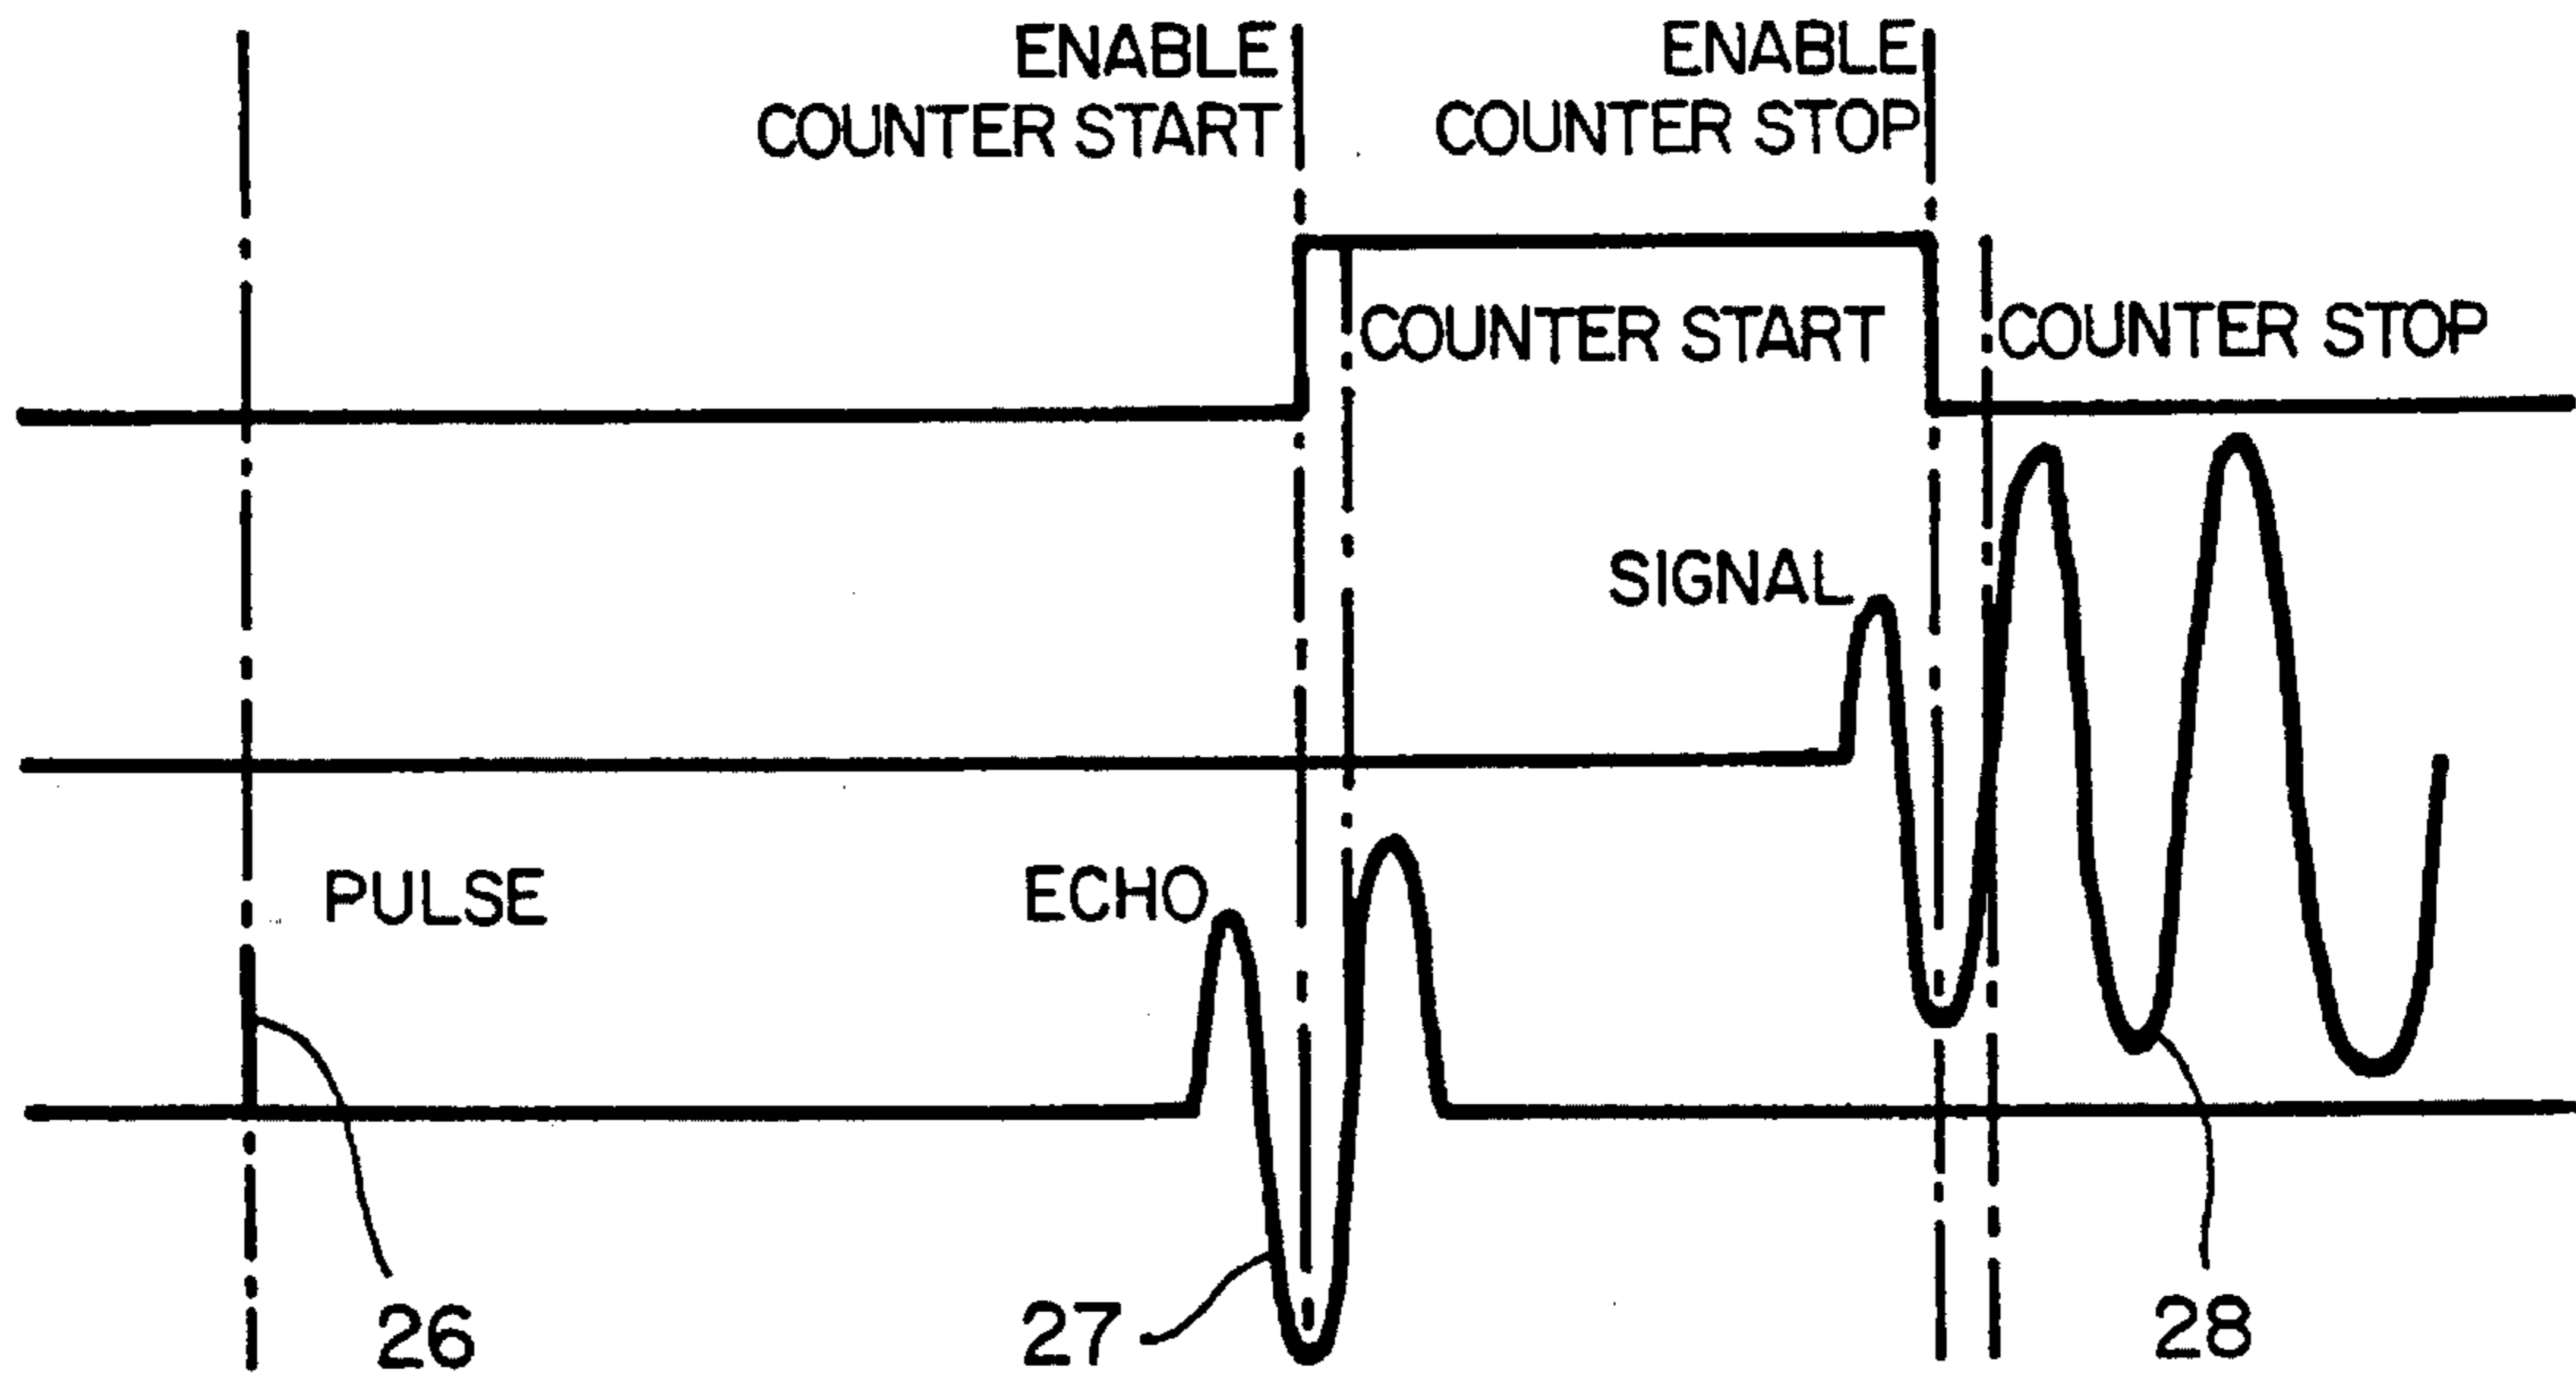 ENABLE
COUNTER START
ENABLE
COUNTER STOP
COUNTER START
COUNTER STOP
SIGNAL
PULSE
ECHO
26
27
28